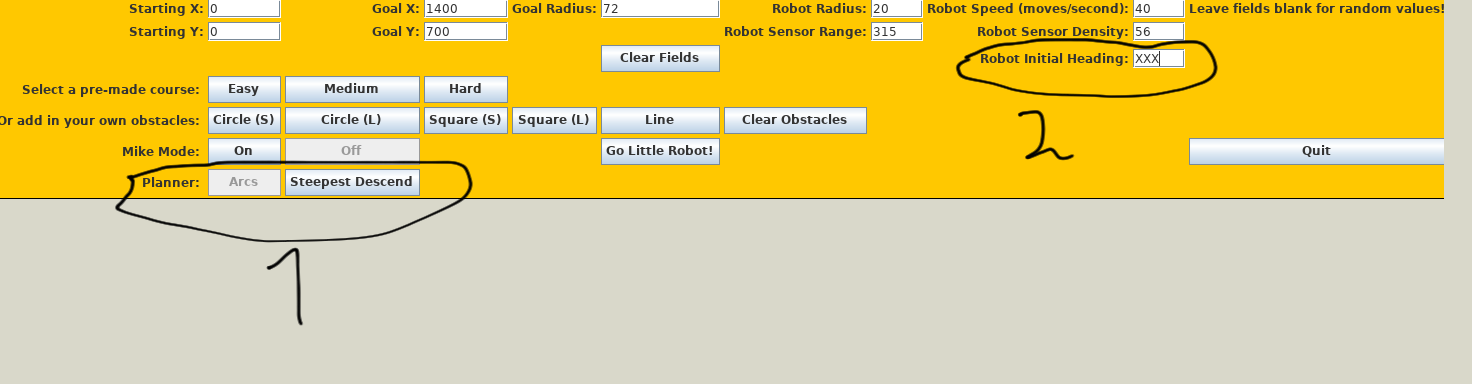 Starting X: 0 Goal X: 1400 Goal Radius: 72 Robot Radius: 20 Robot Speed (moves/second): 40 Leave fields blank for random values!
Starting Y: 0 Goal Y: 700 Robot Sensor Range: 315 Robot Sensor Density: 56
Clear Fields Robot Initial Heading: XXX
Select a pre-made course: Easy Medium Hard
Or add in your own obstacles: Circle (S) Circle (L) Square (S) Square (L) Line Clear Obstacles
2
Mike Mode: On Off Go Little Robot! Quit
Planner: Arcs Steepest Descend
1